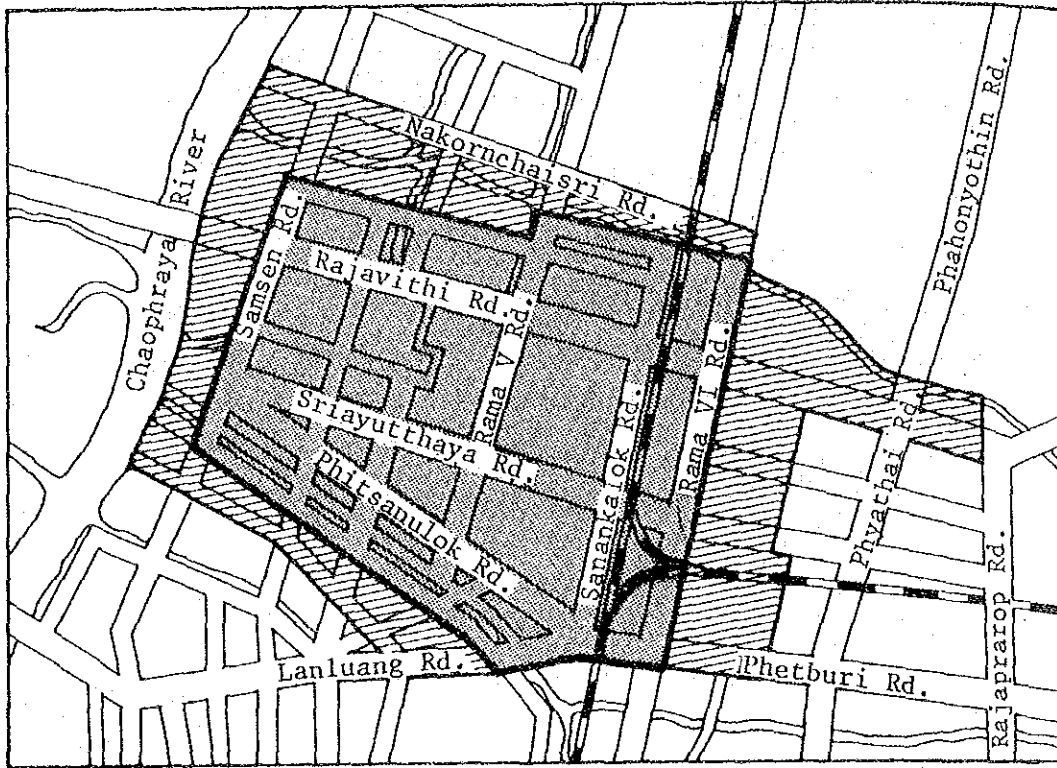 Nakornchaisri Rd.
Phahonyothin Rd.
Chaophraya River
Samsen Rd.
Rajavithi Rd.
Rama V Rd.
Sriayutthaya Rd.
Phitsanulok Rd.
Sanankalok Rd.
Rama VI Rd.
Phyathai Rd.
Rajaprarop Rd.
Lanluang Rd.
Phetburi Rd.